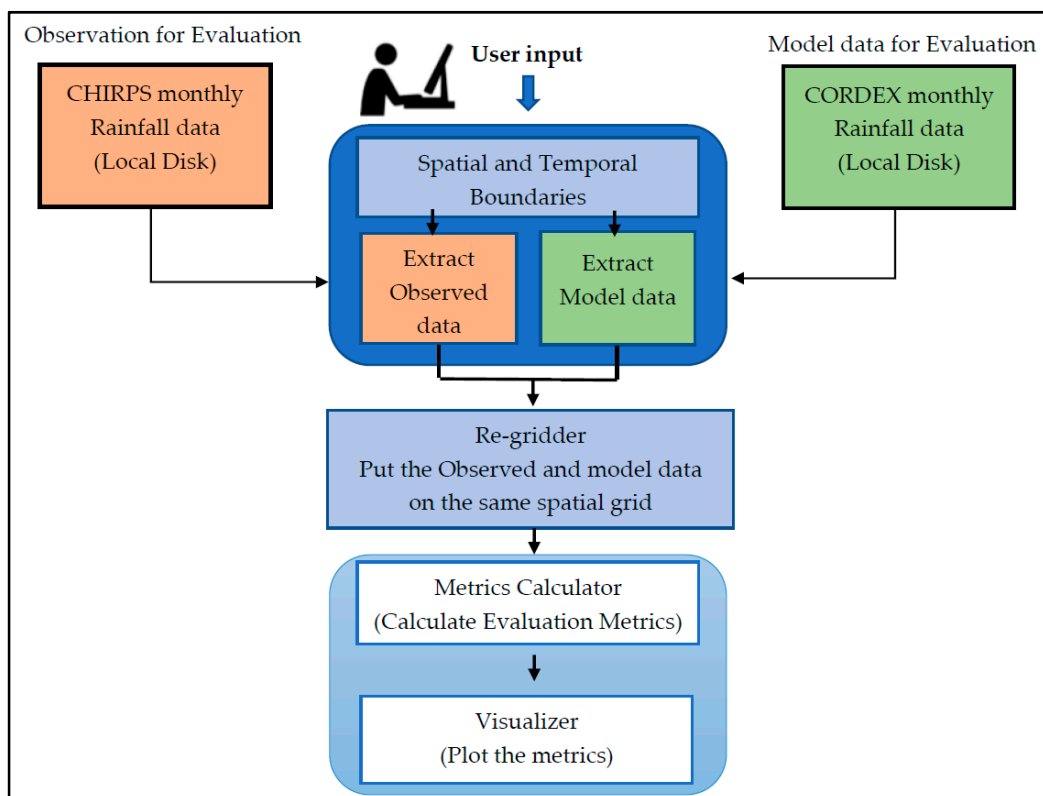 Observation for Evaluation
CHIRPS monthly
Rainfall data
(Local Disk)
User input
Model data for Evaluation
CORDEX monthly
Rainfall data
(Local Disk)
Spatial and Temporal
Boundaries
Extract
Observed
data
Extract
Model data
Re-gridder
Put the Observed and model data
on the same spatial grid
Metrics Calculator
(Calculate Evaluation Metrics)
Visualizer
(Plot the metrics)